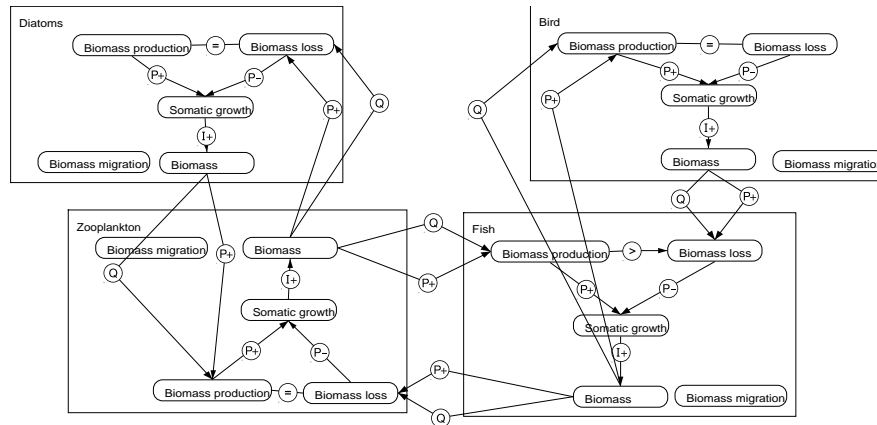 Diatoms
Biomass production
=
Biomass loss
P+
P−
Somatic growth
I+
Biomass migration
Biomass
P+
Q
Bird
Biomass production
=
Biomass loss
P+
P−
Somatic growth
I+
Biomass
Biomass migration
Q
P+
Q
P+
Zooplankton
Biomass migration
Biomass
Q
P+
I+
Somatic growth
P+
P−
Biomass production
=
Biomass loss
Q
P+
P+
Q
Fish
Biomass production
>
Biomass loss
P+
P−
Somatic growth
I+
Biomass
Biomass migration